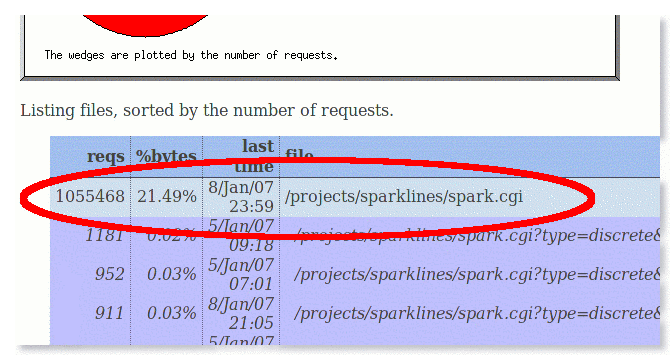 The wedges are plotted by the number of requests.
Listing files, sorted by the number of requests.
reqs %bytes last time file
1055468 21.49% 8/Jan/07 23:59 /projects/sparklines/spark.cgi
1181 0.02% 5/Jan/07 09:18 /projects/sparklines/spark.cgi?type=discrete&
952 0.03% 5/Jan/07 07:01 /projects/sparklines/spark.cgi?type=discrete&
911 0.03% 8/Jan/07 21:05 /projects/sparklines/spark.cgi?type=discrete&
5/Jan/07